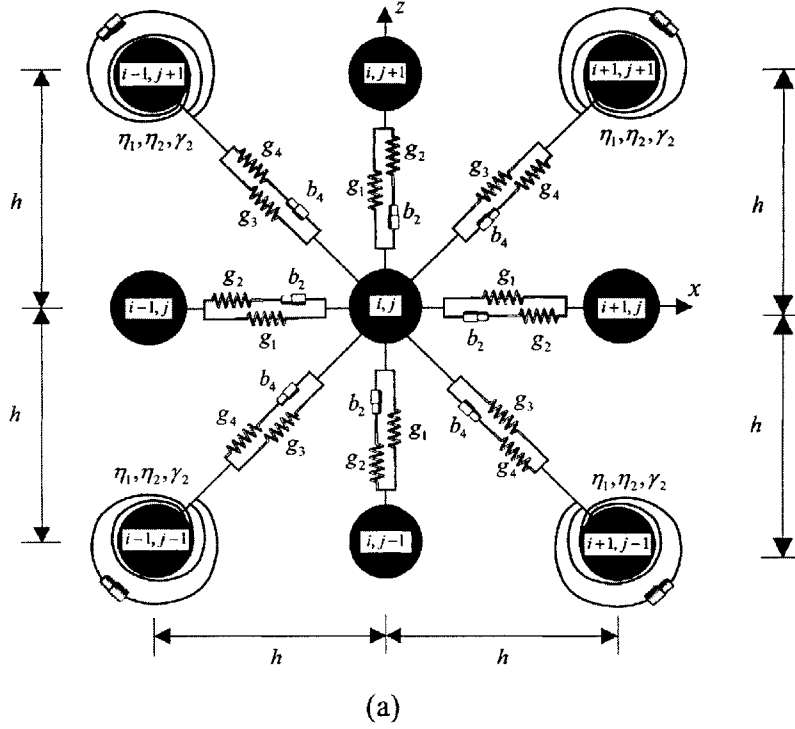 z
i−1, j+1
i, j+1
i+1, j+1
η₁, η₂, γ₂
η₁, η₂, γ₂
g₄
g₃
b₄
g₂
g₁
b₂
g₃
g₄
b₄
h
h
g₂
b₂
g₁
i−1, j
i, j
g₁
b₂
g₂
i+1, j
x
b₄
g₄
g₃
b₂
g₁
g₂
g₃
b₄
g₄
h
h
η₁, η₂, γ₂
η₁, η₂, γ₂
i−1, j−1
i, j−1
i+1, j−1
h
h
(a)